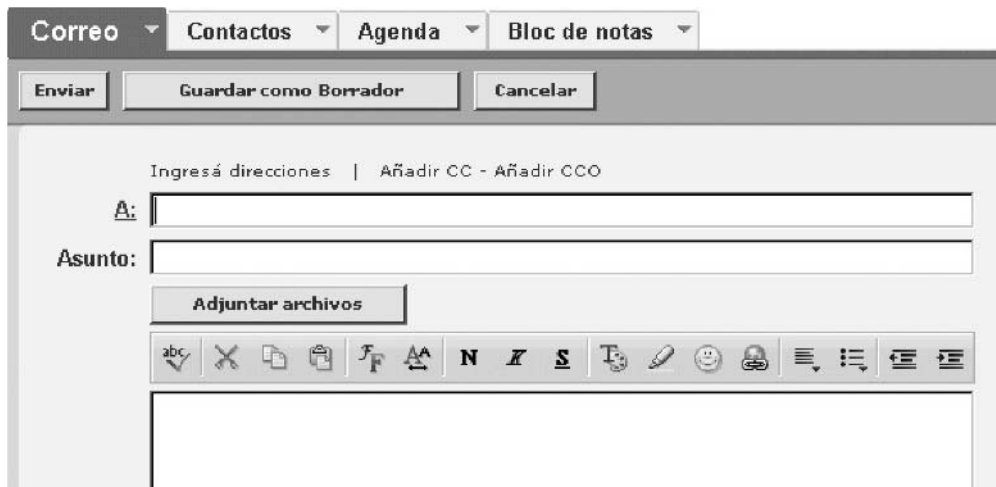 Correo Contactos Agenda Bloc de notas
Enviar Guardar como Borrador Cancelar
Ingresá direcciones | Añadir CC - Añadir CCO
A:
Asunto:
Adjuntar archivos
abc F F A A N K S T